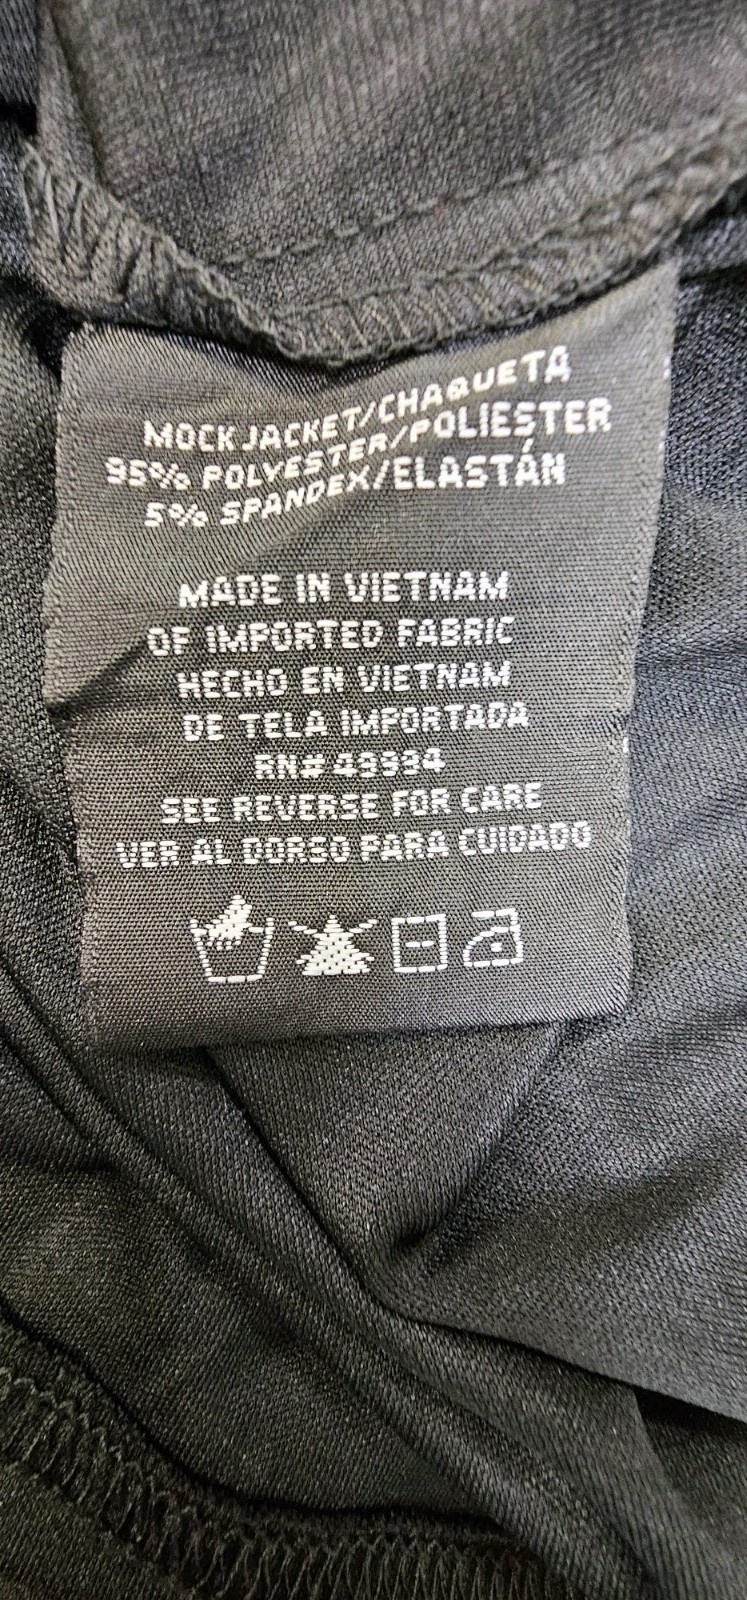 MOCK JACKET/CHAQUETA
95% POLYESTER/POLIESTER
5% SPANDEX/ELASTÁN
MADE IN VIETNAM
OF IMPORTED FABRIC
HECHO EN VIETNAM
DE TELA IMPORTADA
RN# 49994
SEE REVERSE FOR CARE
VER AL DORSO PARA CUIDADO